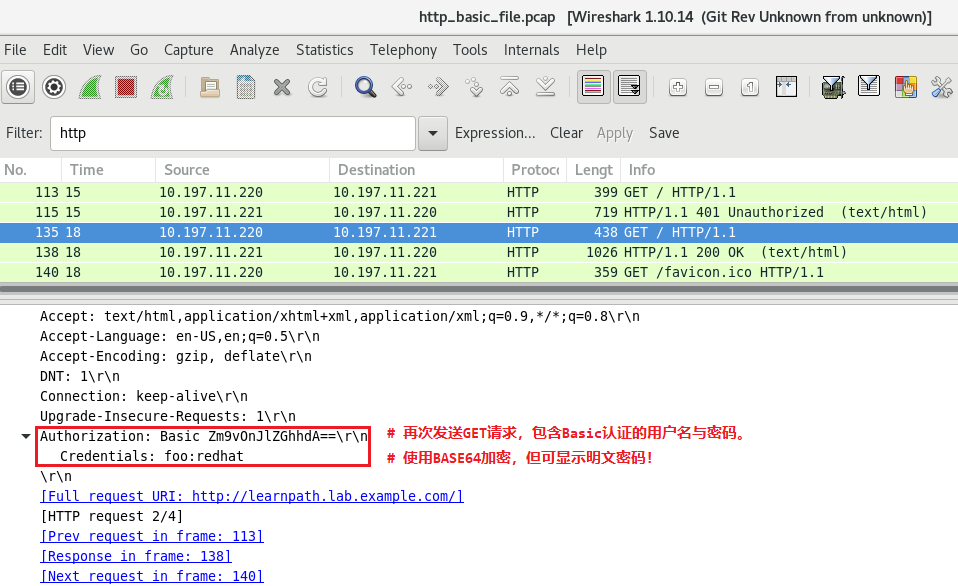 http_basic_file.pcap   [Wireshark 1.10.14  (Git Rev Unknown from unknown)]
File Edit View Go Capture Analyze Statistics Telephony Tools Internals Help
Filter: http Expression... Clear Apply Save
No. Time Source Destination Protoco Lengt Info
113 15 10.197.11.220 10.197.11.221 HTTP 399 GET / HTTP/1.1
115 15 10.197.11.221 10.197.11.220 HTTP 719 HTTP/1.1 401 Unauthorized  (text/html)
135 18 10.197.11.220 10.197.11.221 HTTP 438 GET / HTTP/1.1
138 18 10.197.11.221 10.197.11.220 HTTP 1026 HTTP/1.1 200 OK  (text/html)
140 18 10.197.11.220 10.197.11.221 HTTP 359 GET /favicon.ico HTTP/1.1
Accept: text/html,application/xhtml+xml,application/xml;q=0.9,*/*;q=0.8\r\n
Accept-Language: en-US,en;q=0.5\r\n
Accept-Encoding: gzip, deflate\r\n
DNT: 1\r\n
Connection: keep-alive\r\n
Upgrade-Insecure-Requests: 1\r\n
Authorization: Basic Zm9vOnJlZGhhdA==\r\n # 再次发送GET请求，包含Basic认证的用户名与密码。
Credentials: foo:redhat # 使用BASE64加密，但可显示明文密码！
\r\n
[Full request URI: http://learnpath.lab.example.com/]
[HTTP request 2/4]
[Prev request in frame: 113]
[Response in frame: 138]
[Next request in frame: 140]